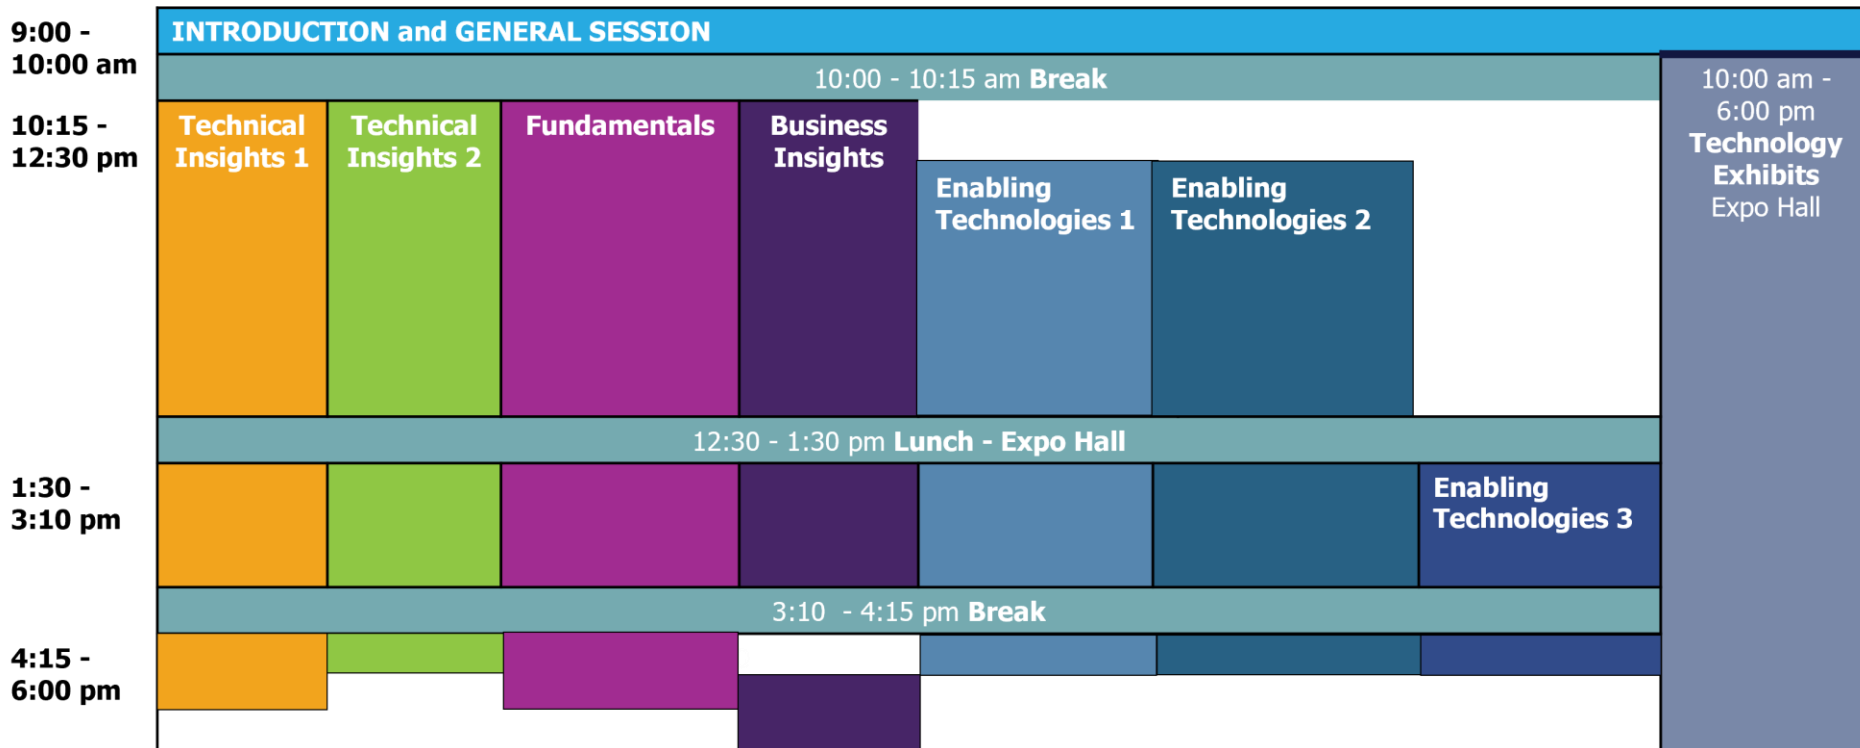 9:00 -
10:00 am
INTRODUCTION and GENERAL SESSION
10:00 - 10:15 am Break
10:00 am -
6:00 pm
Technology
Exhibits
Expo Hall
10:15 -
12:30 pm
Technical
Insights 1
Technical
Insights 2
Fundamentals
Business
Insights
Enabling
Technologies 1
Enabling
Technologies 2
12:30 - 1:30 pm Lunch - Expo Hall
1:30 -
3:10 pm
Enabling
Technologies 3
3:10 - 4:15 pm Break
4:15 -
6:00 pm